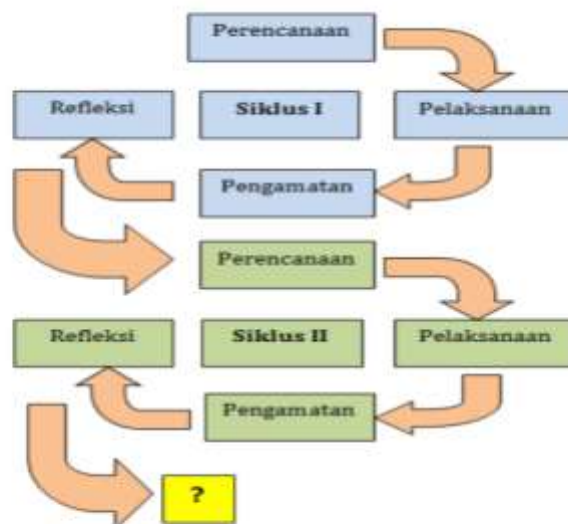 Perencanaan
Refleksi
Siklus I
Pelaksanaan
Pengamatan
Perencanaan
Refleksi
Siklus II
Pelaksanaan
Pengamatan
?